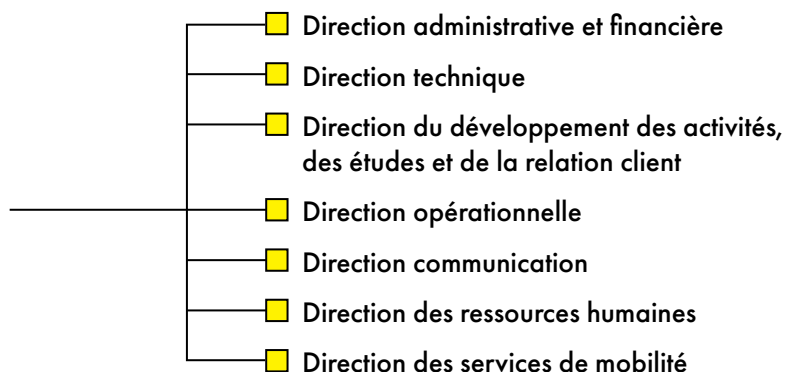 Direction administrative et financière
Direction technique
Direction du développement des activités,
des études et de la relation client
Direction opérationnelle
Direction communication
Direction des ressources humaines
Direction des services de mobilité